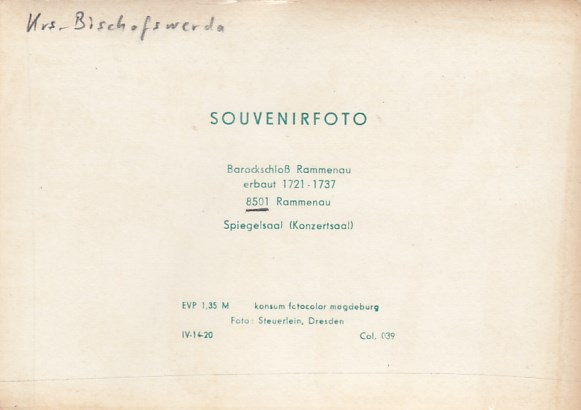 Krs. Bischofswerda
SOUVENIRFOTO
Barockschloß Rammenau
erbaut 1721-1737
8501 Rammenau
Spiegelsaal (Konzertsaal)
EVP 1,35 M konsum fotocolor magdeburg
Foto: Steuerlein, Dresden
IV-14-20 Col. 039